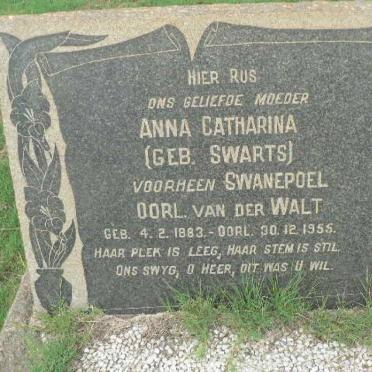 HIER RUS
ONS GELIEFDE MOEDER
ANNA CATHARINA
(GEB. SWARTS)
VOORHEEN SWANEPOEL
OORL. VAN DER WALT
GEB. 4.2.1883.-OORL. 30.12.1955.
HAAR PLEK IS LEEG, HAAR STEM IS STIL.
ONS SWYG, O HEER, DIT WAS U WIL.